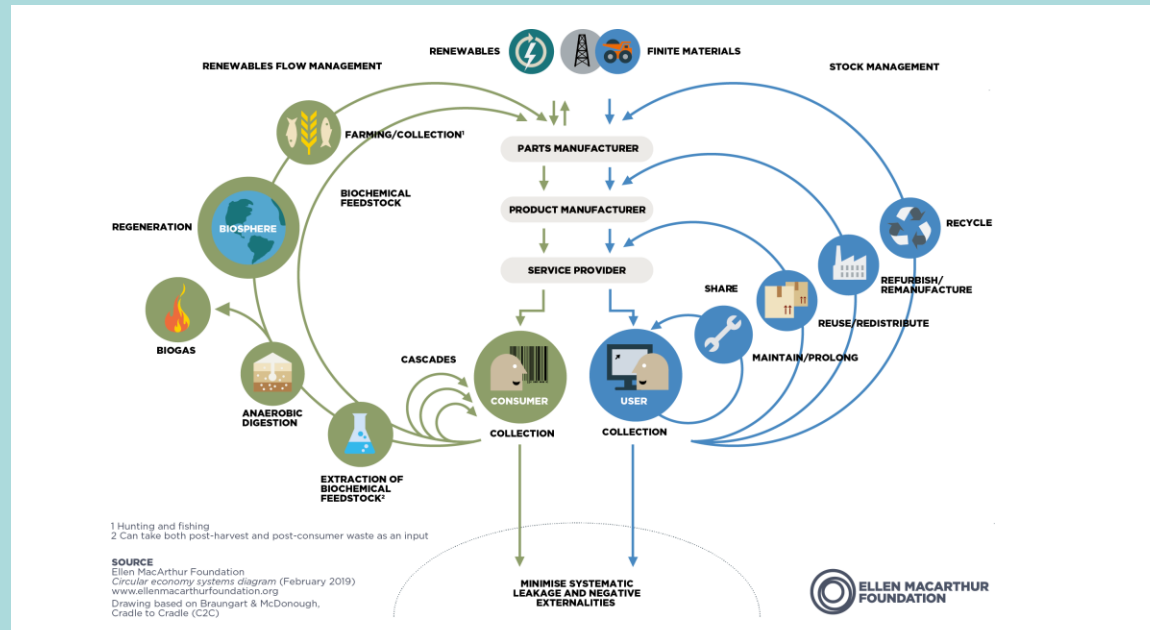 RENEWABLES
FINITE MATERIALS
RENEWABLES FLOW MANAGEMENT
STOCK MANAGEMENT
FARMING/COLLECTION¹
PARTS MANUFACTURER
BIOCHEMICAL
FEEDSTOCK
PRODUCT MANUFACTURER
REGENERATION
BIOSPHERE
RECYCLE
SERVICE PROVIDER
SHARE
REFURBISH/
REMANUFACTURE
REUSE/REDISTRIBUTE
BIOGAS
CASCADES
MAINTAIN/PROLONG
CONSUMER
USER
ANAEROBIC
DIGESTION
COLLECTION
COLLECTION
EXTRACTION OF
BIOCHEMICAL
FEEDSTOCK²
1 Hunting and fishing
2 Can take both post-harvest and post-consumer waste as an input
SOURCE
Ellen MacArthur Foundation
Circular economy systems diagram (February 2019)
www.ellenmacarthurfoundation.org
Drawing based on Braungart & McDonough,
Cradle to Cradle (C2C)
MINIMISE SYSTEMATIC
LEAKAGE AND NEGATIVE
EXTERNALITIES
ELLEN MACARTHUR
FOUNDATION